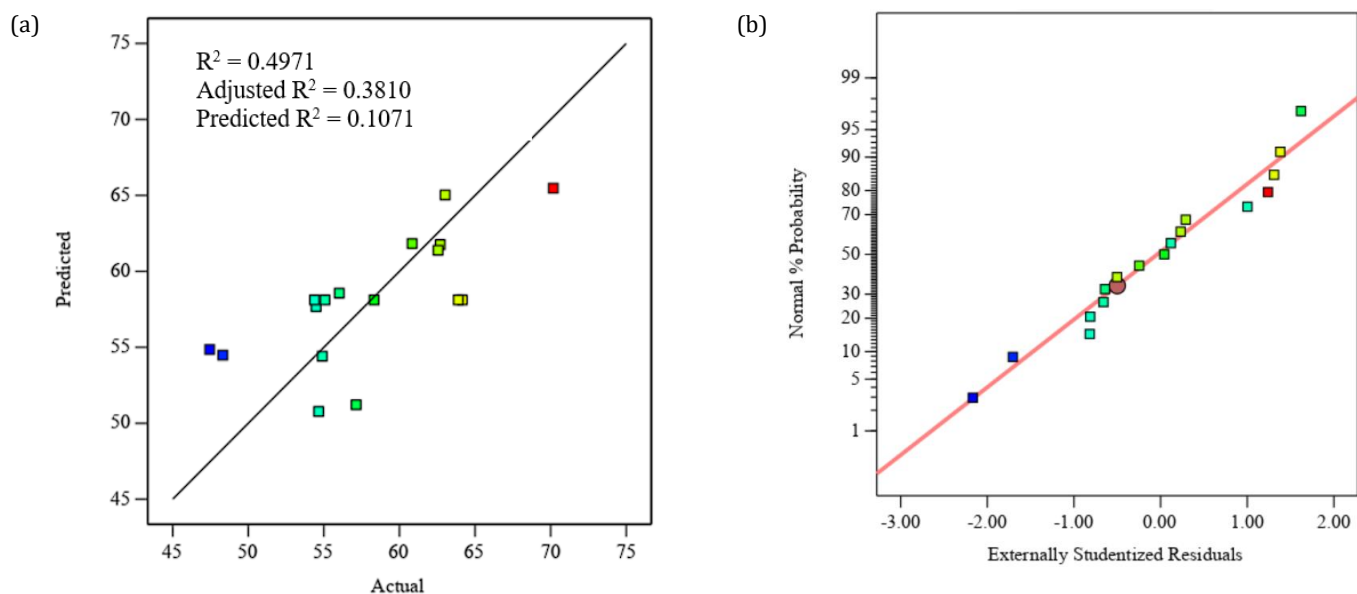 (a)
R² = 0.4971
Adjusted R² = 0.3810
Predicted R² = 0.1071
75
70
65
60
55
50
45
Predicted
45 50 55 60 65 70 75
Actual
(b)
99
95
90
80
70
50
30
20
10
5
1
Normal % Probability
-3.00 -2.00 -1.00 0.00 1.00 2.00
Externally Studentized Residuals